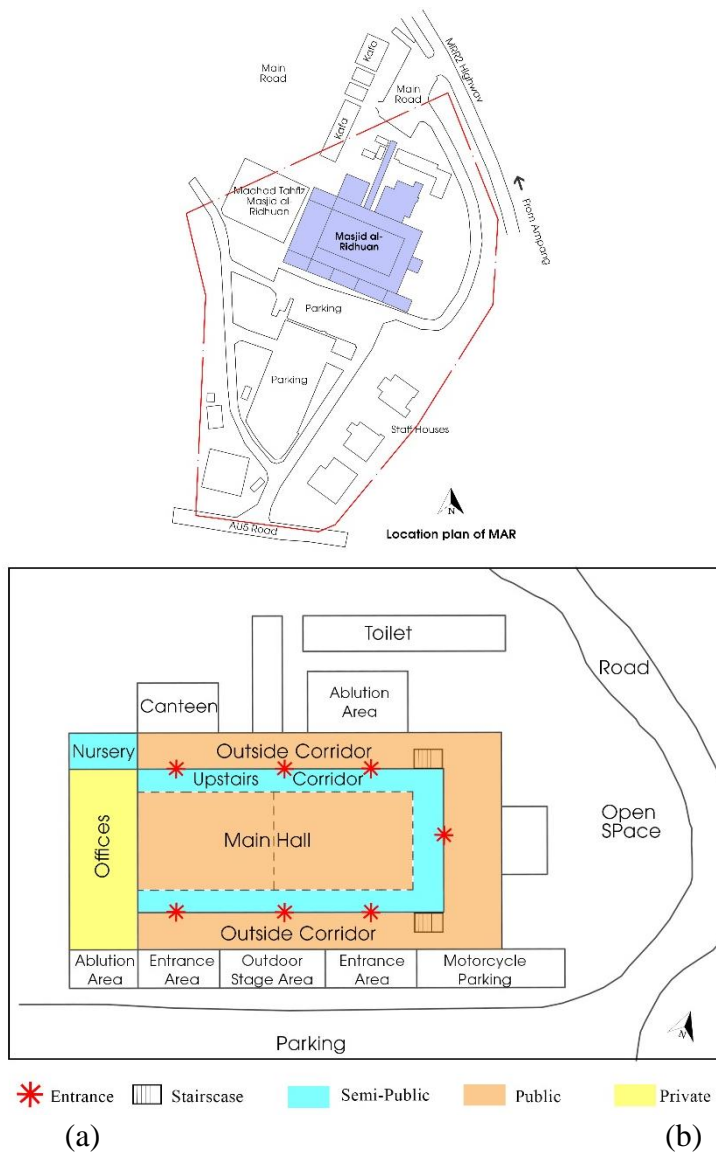 Kafa
Main
Road
MRR2 Highway
Main
Road
Kafa
Maahad Tahfiz
Masjid al-
Ridhuan
From Ampang
Masjid al-
Ridhuan
Parking
Parking
Staff Houses
N
AU5 Road
Location plan of MAR
Toilet
Road
Canteen
Ablution
Area
Nursery
Outside Corridor
Upstairs Corridor
Open
SPace
Offices
Main Hall
Outside Corridor
Ablution
Area
Entrance
Area
Outdoor
Stage Area
Entrance
Area
Motorcycle
Parking
N
Parking
Entrance
Stairscase
Semi-Public
Public
Private
(a) (b)